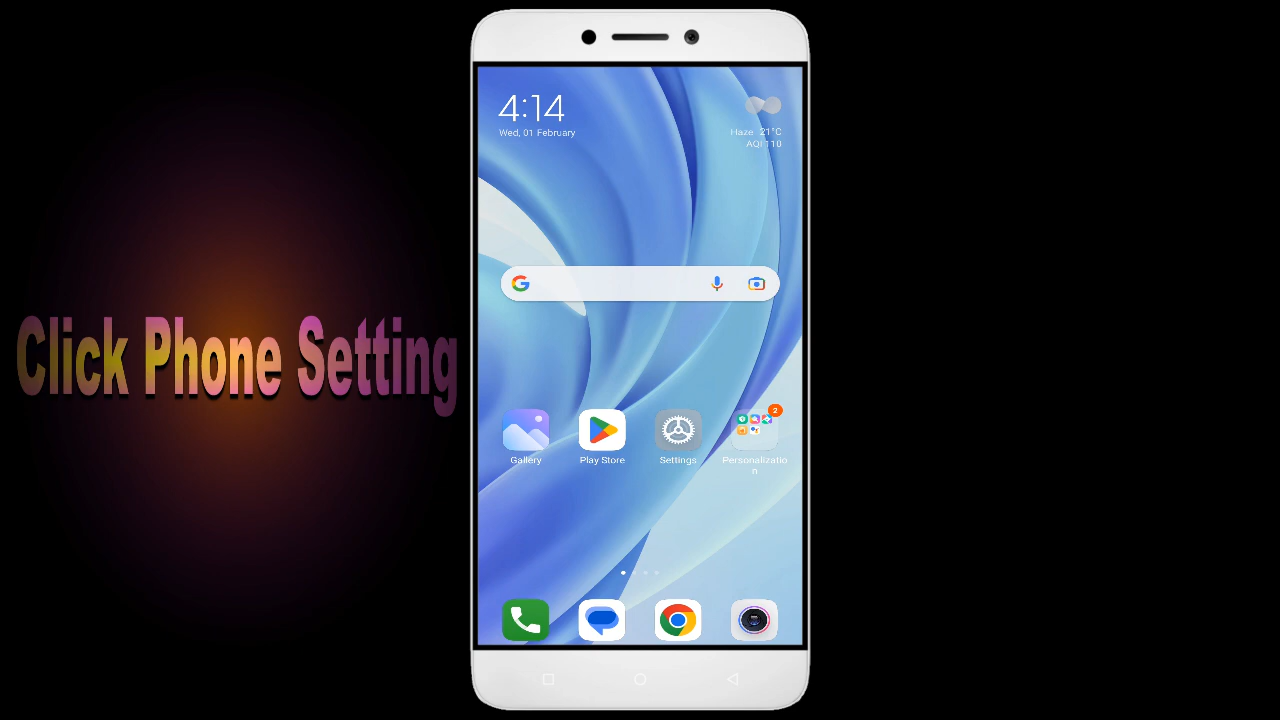 4:14
Wed, 01 February
Haze 21°C
AQI 110
Click Phone Setting
2
Gallery
Play Store
Settings
Personalizatio
n